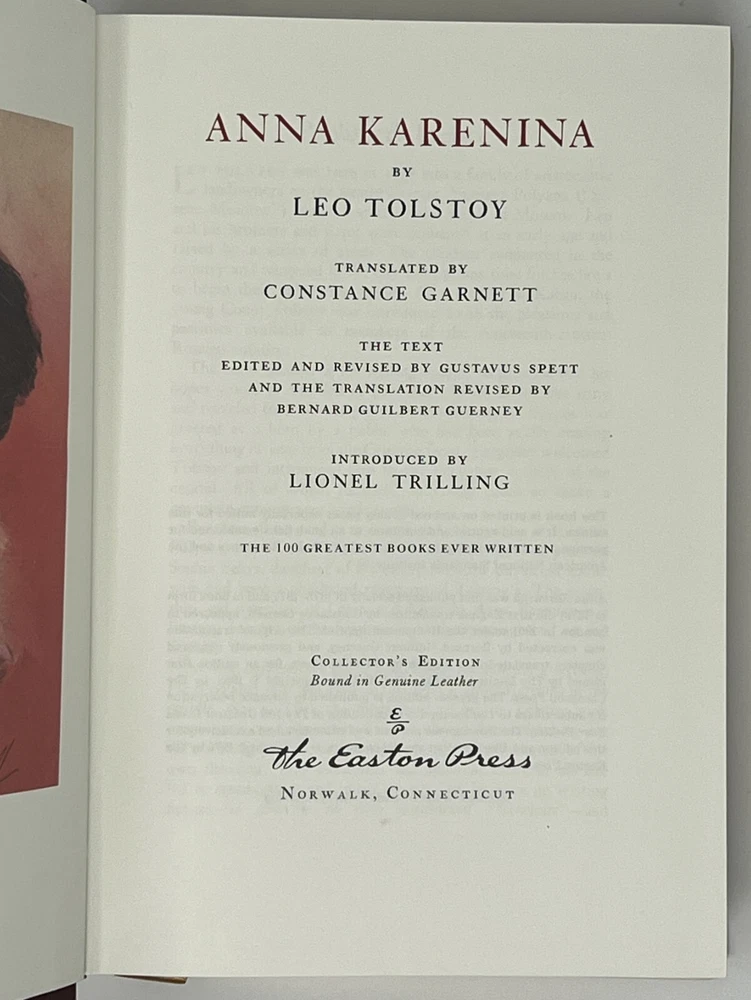 ANNA KARENINA
BY
LEO TOLSTOY
TRANSLATED BY
CONSTANCE GARNETT
THE TEXT
EDITED AND REVISED BY GUSTAVUS SPETT
AND THE TRANSLATION REVISED BY
BERNARD GUILBERT GUERNEY
INTRODUCED BY
LIONEL TRILLING
THE 100 GREATEST BOOKS EVER WRITTEN
COLLECTOR'S EDITION
Bound in Genuine Leather
E
P
The Easton Press
NORWALK, CONNECTICUT